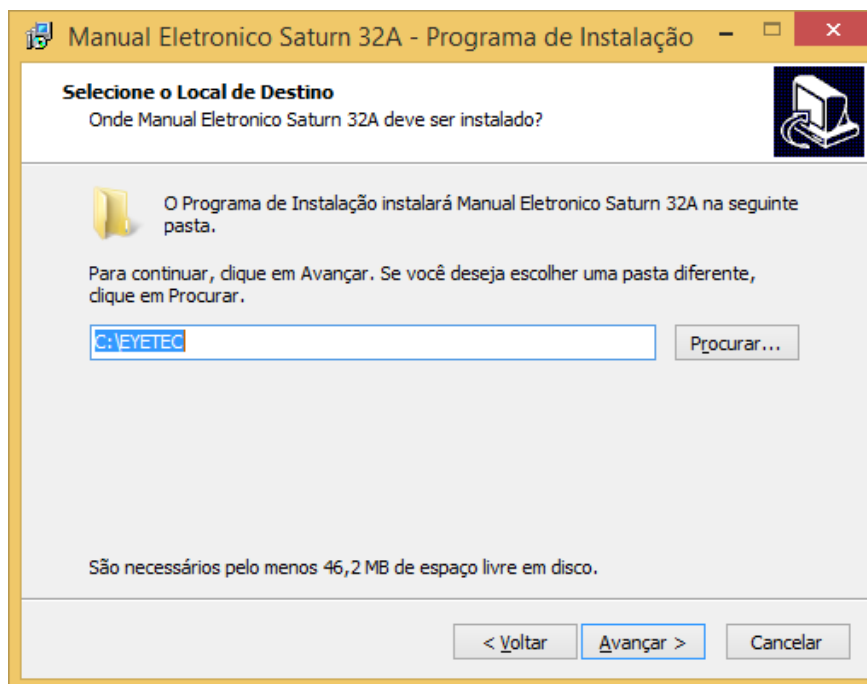 Manual Eletronico Saturn 32A - Programa de Instalação
Selecione o Local de Destino
Onde Manual Eletronico Saturn 32A deve ser instalado?
O Programa de Instalação instalará Manual Eletronico Saturn 32A na seguinte
pasta.
Para continuar, clique em Avançar. Se você deseja escolher uma pasta diferente,
clique em Procurar.
C:\EYETEC
Procurar...
São necessários pelo menos 46,2 MB de espaço livre em disco.
< Voltar
Avançar >
Cancelar